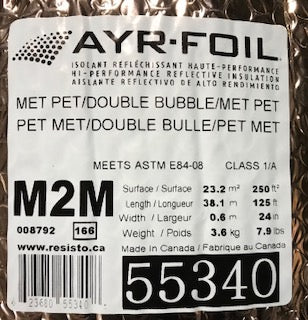 AYR-FOIL
ISOLANT RÉFLÉCHISSANT HAUTE-PERFORMANCE
HI-PERFORMANCE REFLECTIVE INSULATION
AISLANTE REFLECTIVO DE ALTO RENDIMIENTO
MET PET/DOUBLE BUBBLE/MET PET
PET MET/DOUBLE BULLE/PET MET
MEETS ASTM E84-08 CLASS 1/A
M2M
008792 166
www.resisto.ca
Surface / Surface 23.2 m² 250 ft²
Length / Longueur 38.1 m 125 ft
Width / Largeur 0.6 m 24 in
Weight / Poids 3.6 kg 7.9 lbs
Made in Canada / Fabrique au Canada
55340
23680 55340